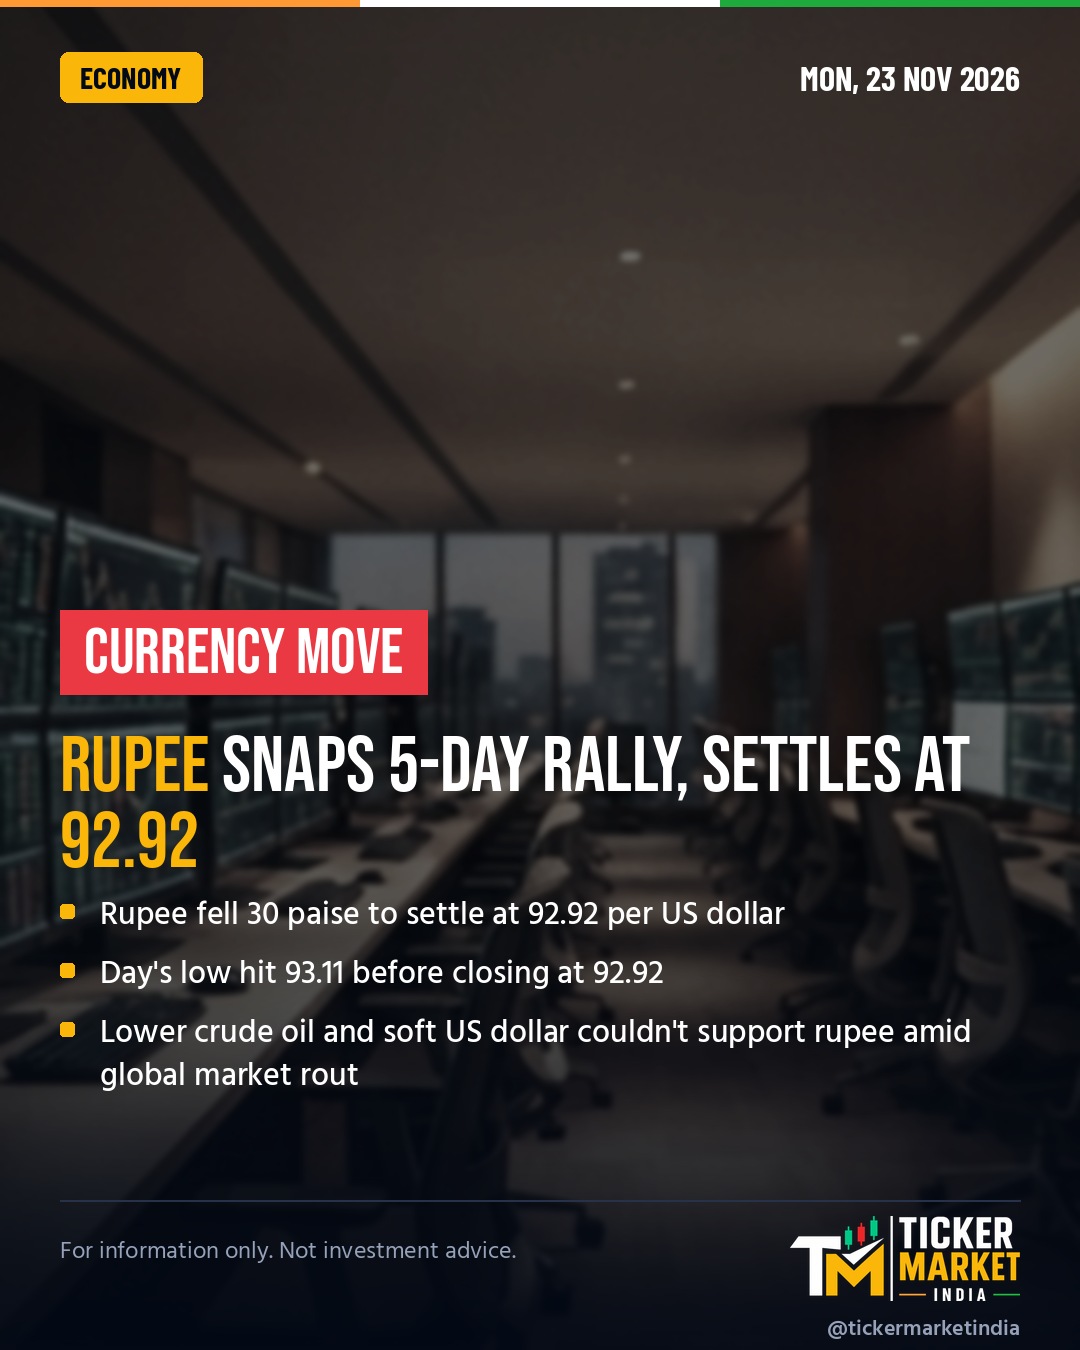 ECONOMY
MON, 23 NOV 2026
CURRENCY MOVE
RUPEE SNAPS 5-DAY RALLY, SETTLES AT
92.92
Rupee fell 30 paise to settle at 92.92 per US dollar
Day's low hit 93.11 before closing at 92.92
Lower crude oil and soft US dollar couldn't support rupee amid
global market rout
For information only. Not investment advice.
TM
TICKER
MARKET
INDIA
@tickermarketindia